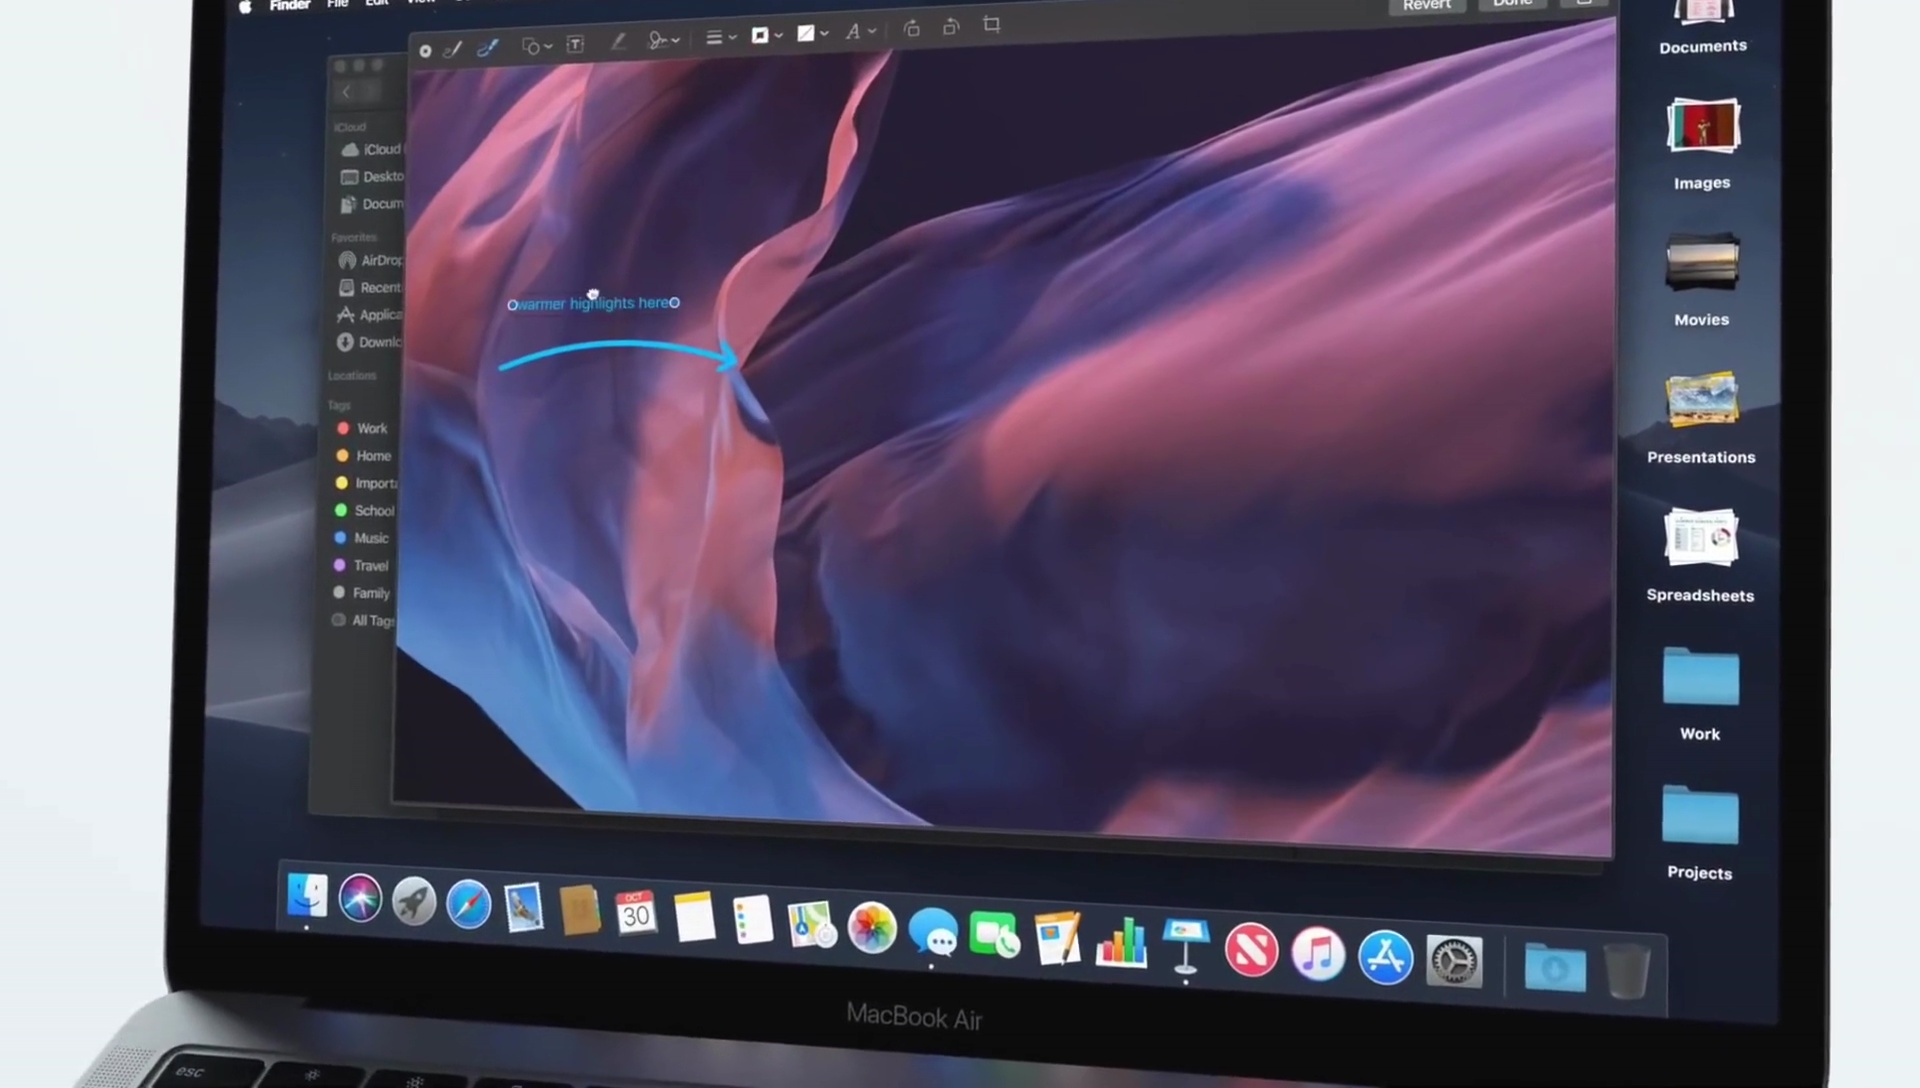 Finder File Edit View
Revert Done
iCloud
iCloud
Deskto
Docum
Favorites
AirDrop
Recent
Applica
Downlo
Locations
Tags
Work
Home
Importa
School
Music
Travel
Family
All Tags
T
A
warmer highlights here
Documents
Images
Movies
Presentations
Spreadsheets
Work
Projects
OCT
30
MacBook Air
esc